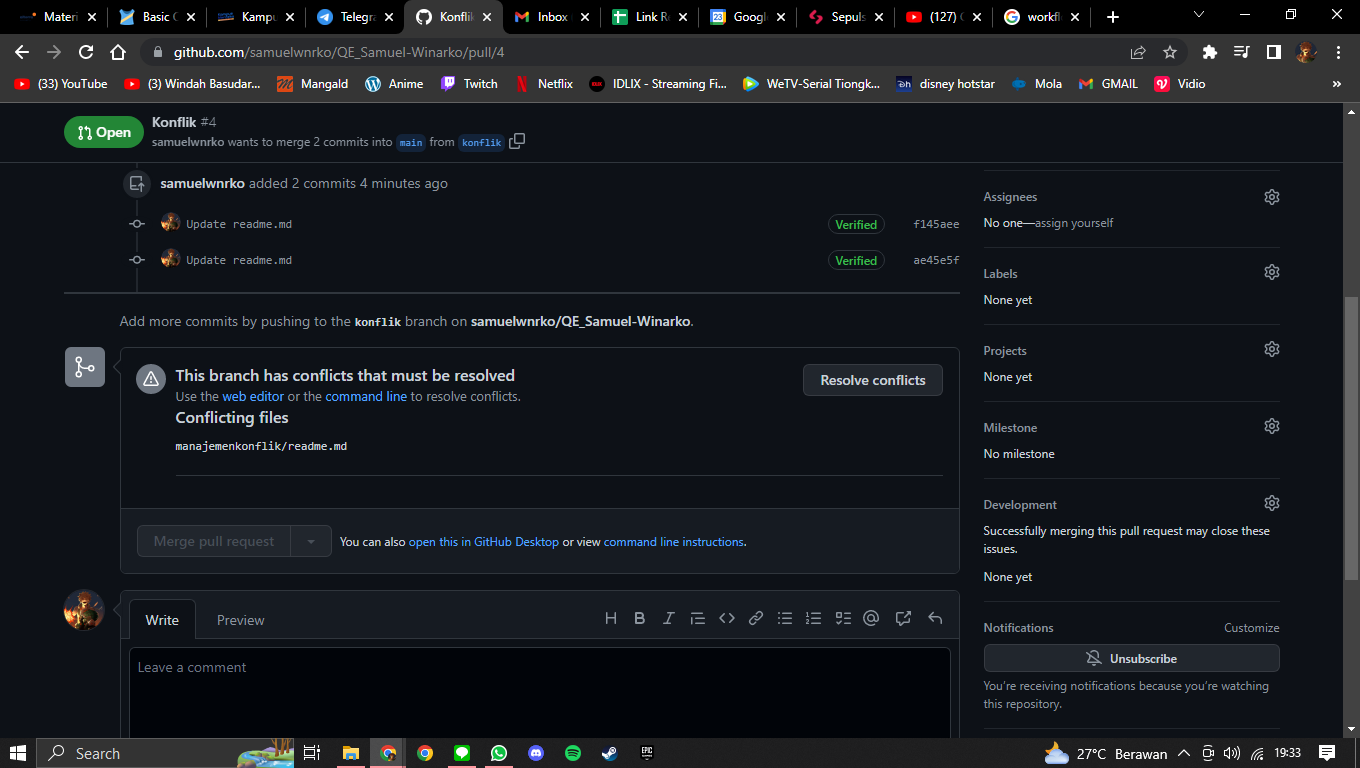 Materi
Basic C
Kampu
Telegra
Konflik
Inbox
Link Re
Google
Sepuls
(127)
workfl
github.com/samuelwnrko/QE_Samuel-Winarko/pull/4
(33) YouTube
(3) Windah Basudar...
Mangald
Anime
Twitch
Netflix
IDLIX - Streaming Fi...
WeTV-Serial Tiongk...
disney hotstar
Mola
GMAIL
Vidio
»
Open
Konflik #4
samuelwnrko wants to merge 2 commits into main from konflik
samuelwnrko added 2 commits 4 minutes ago
Update readme.md Verified f145aee
Update readme.md Verified ae45e5f
Add more commits by pushing to the konflik branch on samuelwnrko/QE_Samuel-Winarko.
This branch has conflicts that must be resolved
Use the web editor or the command line to resolve conflicts.
Resolve conflicts
Conflicting files
manajemenkonflik/readme.md
Merge pull request
You can also open this in GitHub Desktop or view command line instructions.
Write
Preview
Leave a comment
Assignees
No one—assign yourself
Labels
None yet
Projects
None yet
Milestone
No milestone
Development
Successfully merging this pull request may close these
issues.
None yet
Notifications
Customize
Unsubscribe
You're receiving notifications because you're watching
this repository.
Search
27°C Berawan
19:33